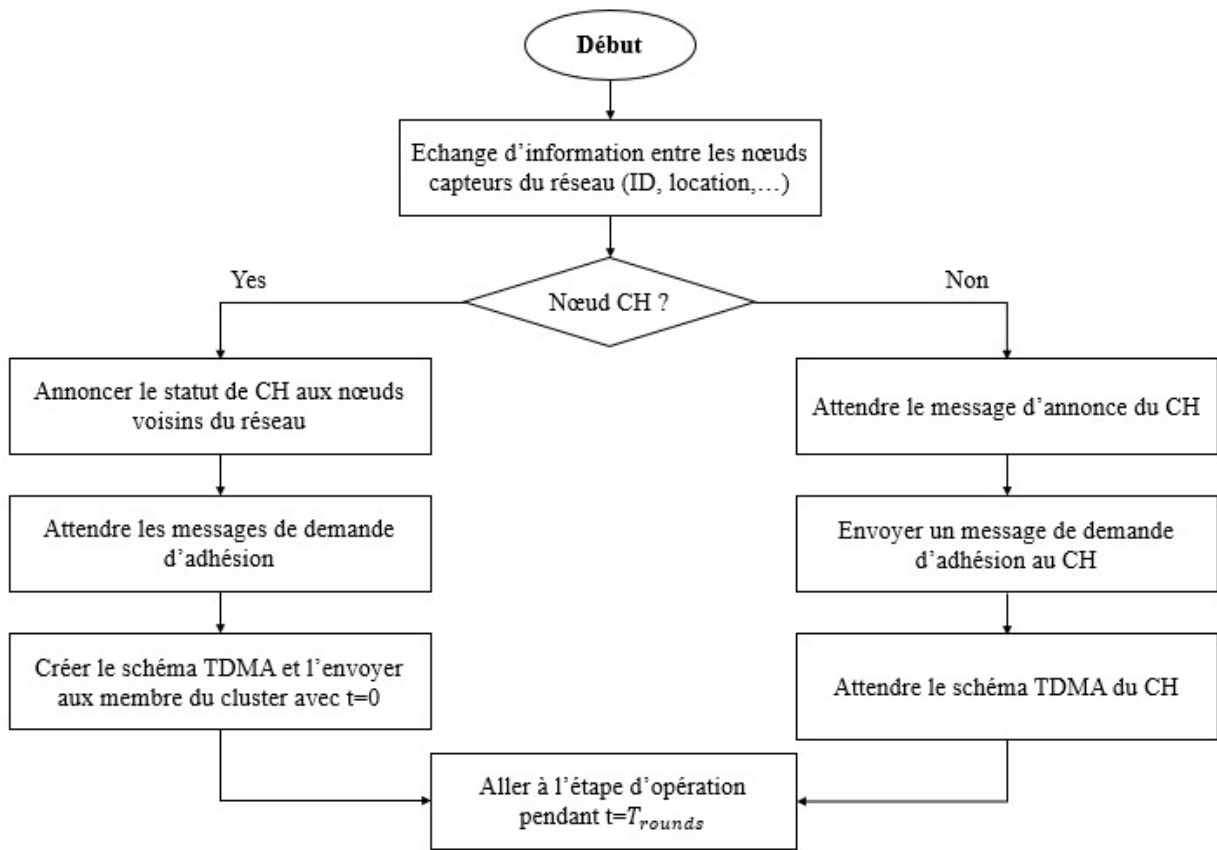 Début
Echange d’information entre les nœuds
capteurs du réseau (ID, location,…)
Yes
Nœud CH ?
Non
Annoncer le statut de CH aux nœuds
voisins du réseau
Attendre le message d’annonce du CH
Attendre les messages de demande
d’adhésion
Envoyer un message de demande
d’adhésion au CH
Créer le schéma TDMA et l’envoyer
aux membre du cluster avec t=0
Attendre le schéma TDMA du CH
Aller à l’étape d’opération
pendant t=T_rounds